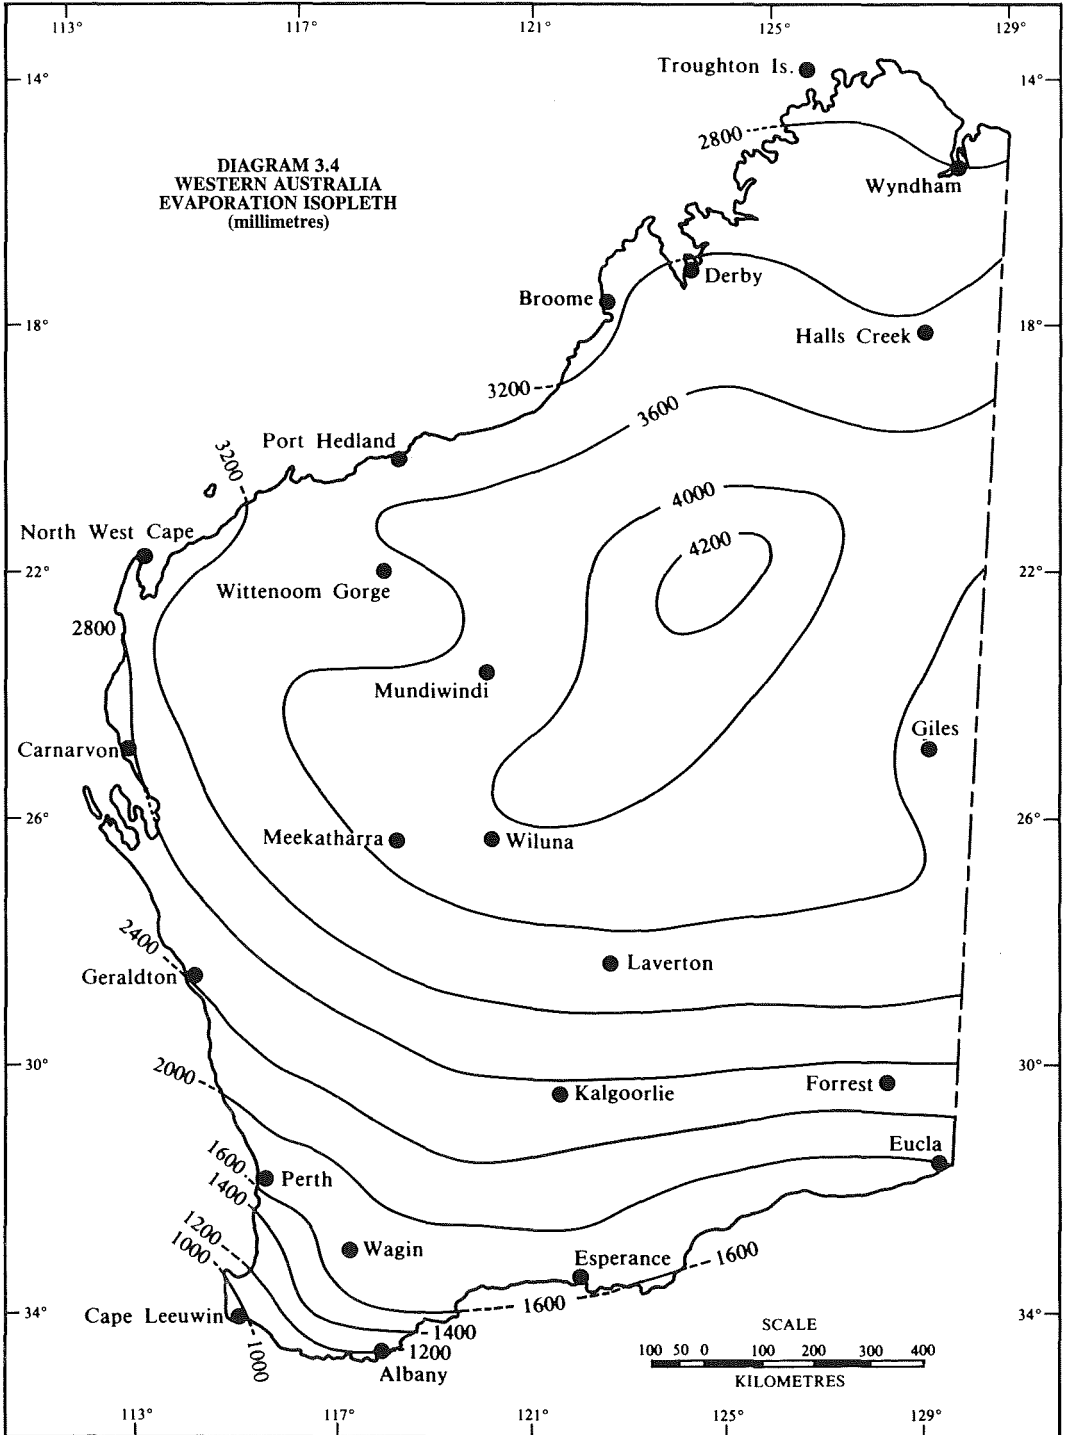 113° 117° 121° 125° 129°
Troughton Is.
14° 14°
2800
DIAGRAM 3.4
WESTERN AUSTRALIA
EVAPORATION ISOPLETH
(millimetres)
Wyndham
Derby
Broome
18° 18°
Halls Creek
3200
3600
Port Hedland
3200
4000
North West Cape
4200
22° 22°
Wittenoom Gorge
2800
Mundiwindi
Giles
Carnarvon
26° 26°
Meekatharra
Wiluna
2400
Laverton
Geraldton
30° 30°
2000
Kalgoorlie
Forrest
Eucla
1600
Perth
1400
1200
Wagin
1000
Esperance
1600
1600
34° 34°
Cape Leeuwin
SCALE
1400
1000
1200
100 50 0 100 200 300 400
Albany
KILOMETRES
113° 117° 121° 125° 129°